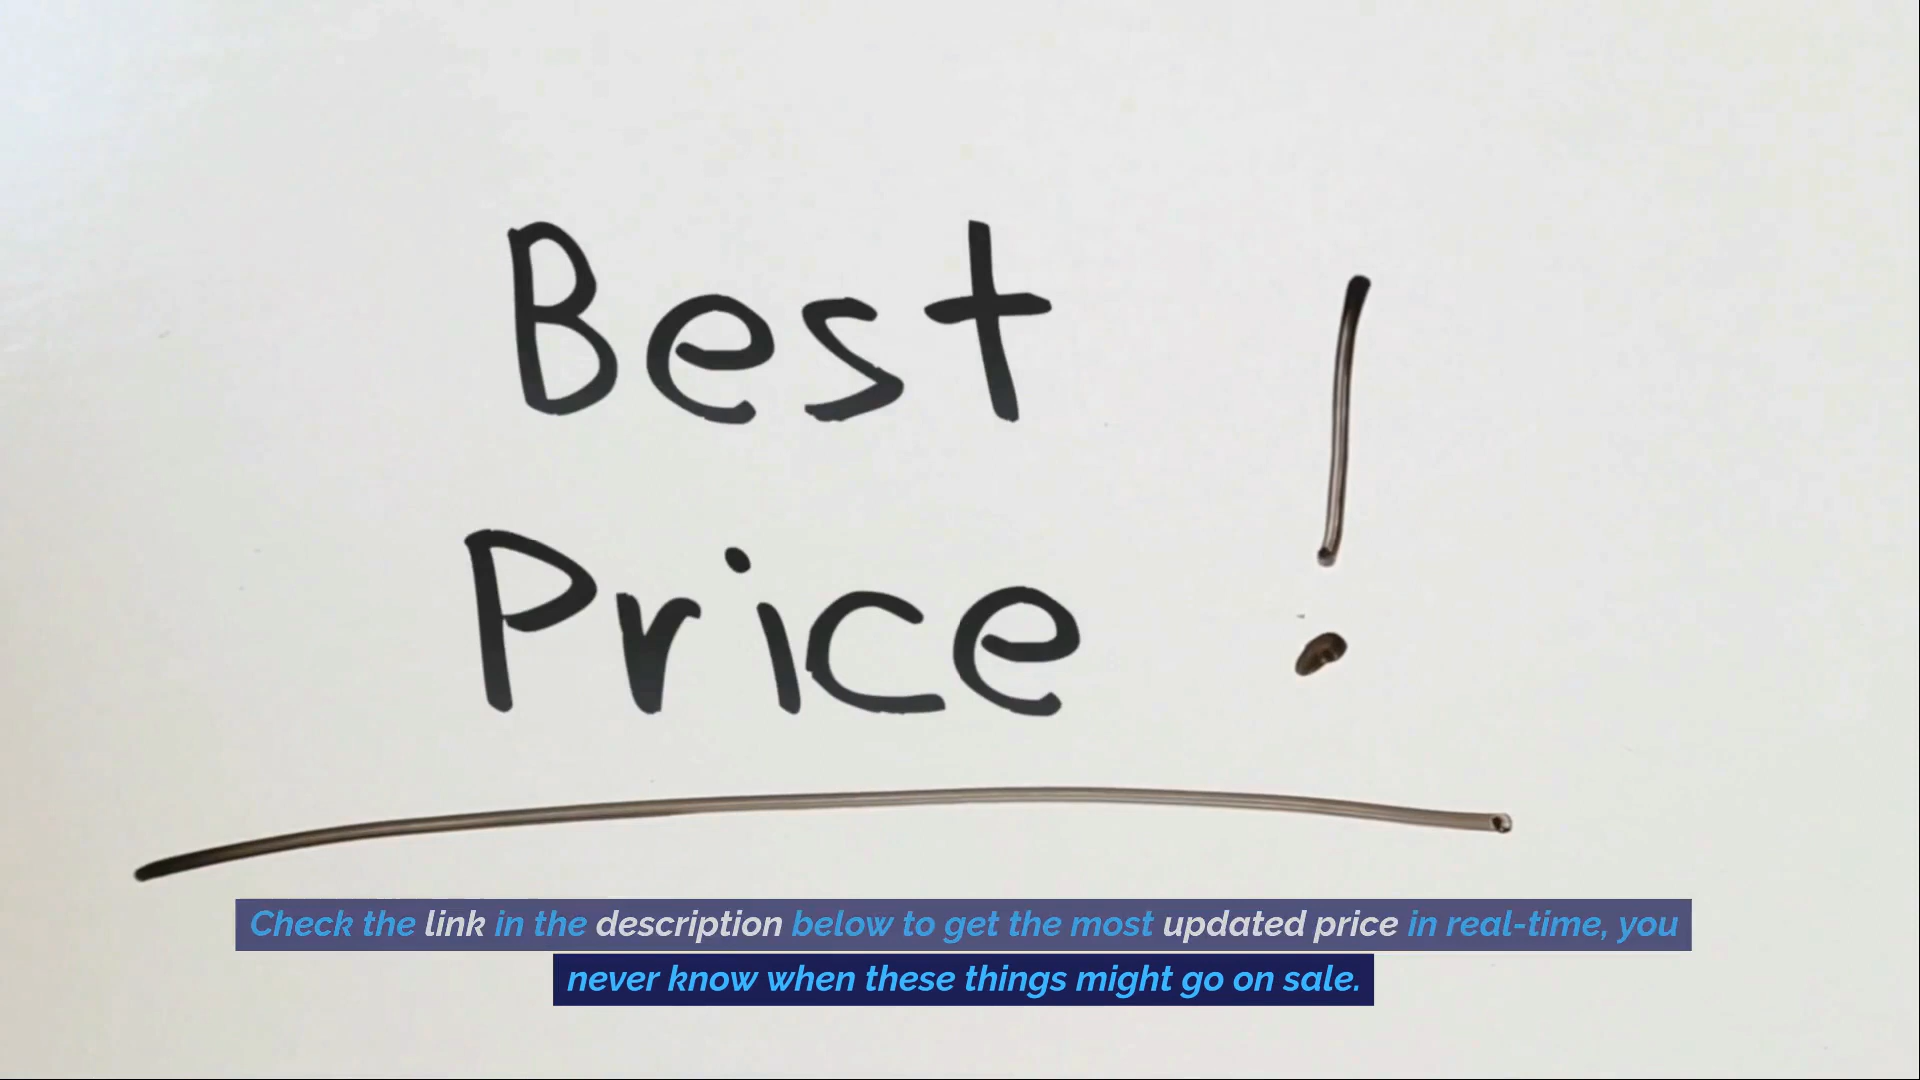 Best
Price !
Check the link in the description below to get the most updated price in real-time, you
never know when these things might go on sale.